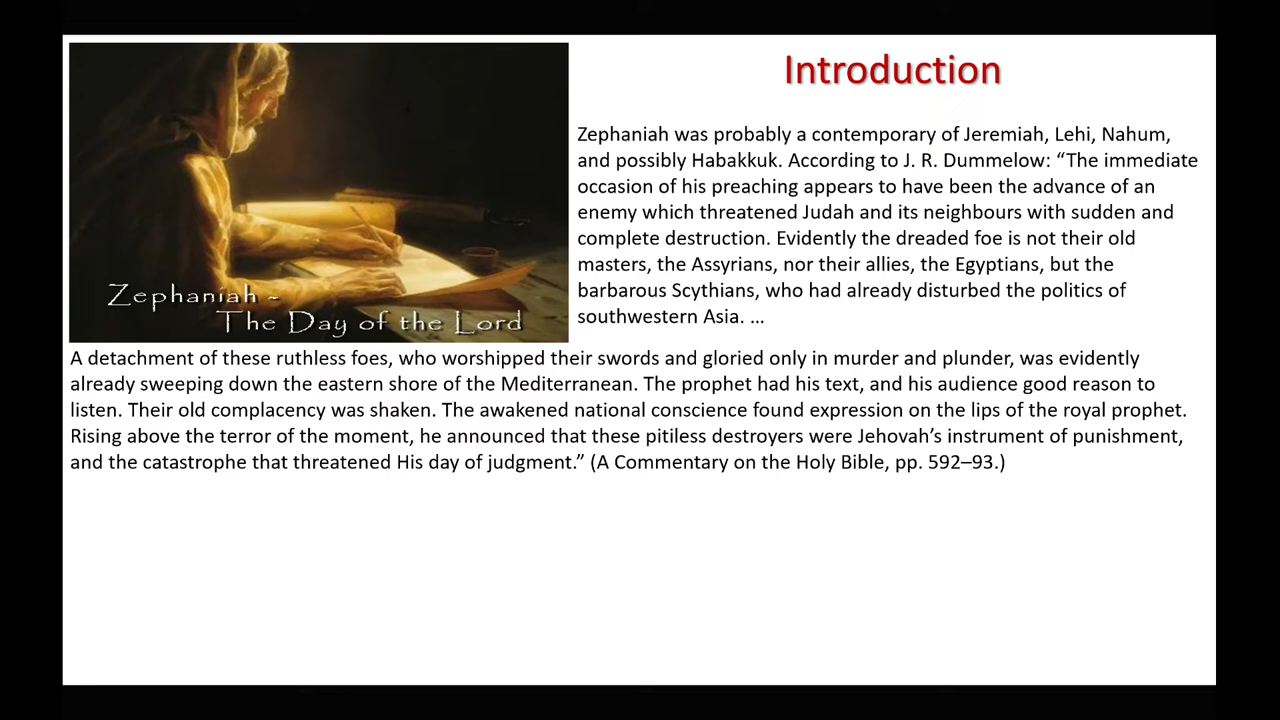 Introduction
Zephaniah was probably a contemporary of Jeremiah, Lehi, Nahum,
and possibly Habakkuk. According to J. R. Dummelow: “The immediate
occasion of his preaching appears to have been the advance of an
enemy which threatened Judah and its neighbours with sudden and
complete destruction. Evidently the dreaded foe is not their old
masters, the Assyrians, nor their allies, the Egyptians, but the
barbarous Scythians, who had already disturbed the politics of
southwestern Asia. …
Zephaniah ~
The Day of the Lord
A detachment of these ruthless foes, who worshipped their swords and gloried only in murder and plunder, was evidently
already sweeping down the eastern shore of the Mediterranean. The prophet had his text, and his audience good reason to
listen. Their old complacency was shaken. The awakened national conscience found expression on the lips of the royal prophet.
Rising above the terror of the moment, he announced that these pitiless destroyers were Jehovah’s instrument of punishment,
and the catastrophe that threatened His day of judgment.” (A Commentary on the Holy Bible, pp. 592–93.)